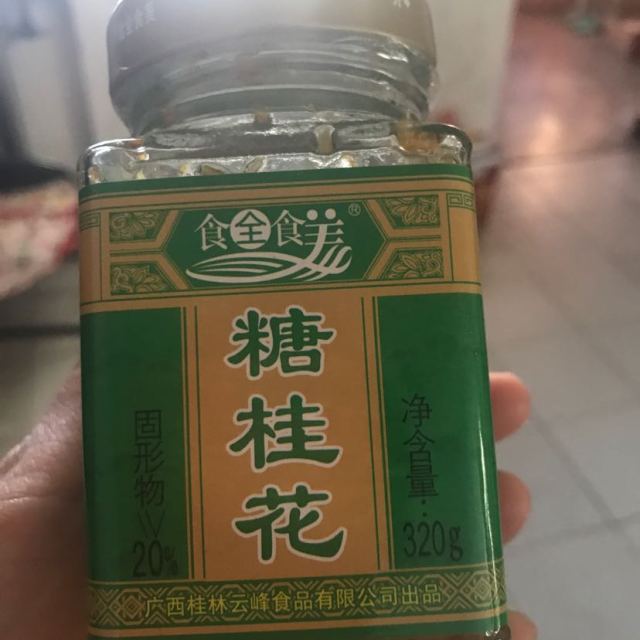 食全食美®
糖桂花
固形物≥20%
净含量:320g
广西桂林云峰食品有限公司出品